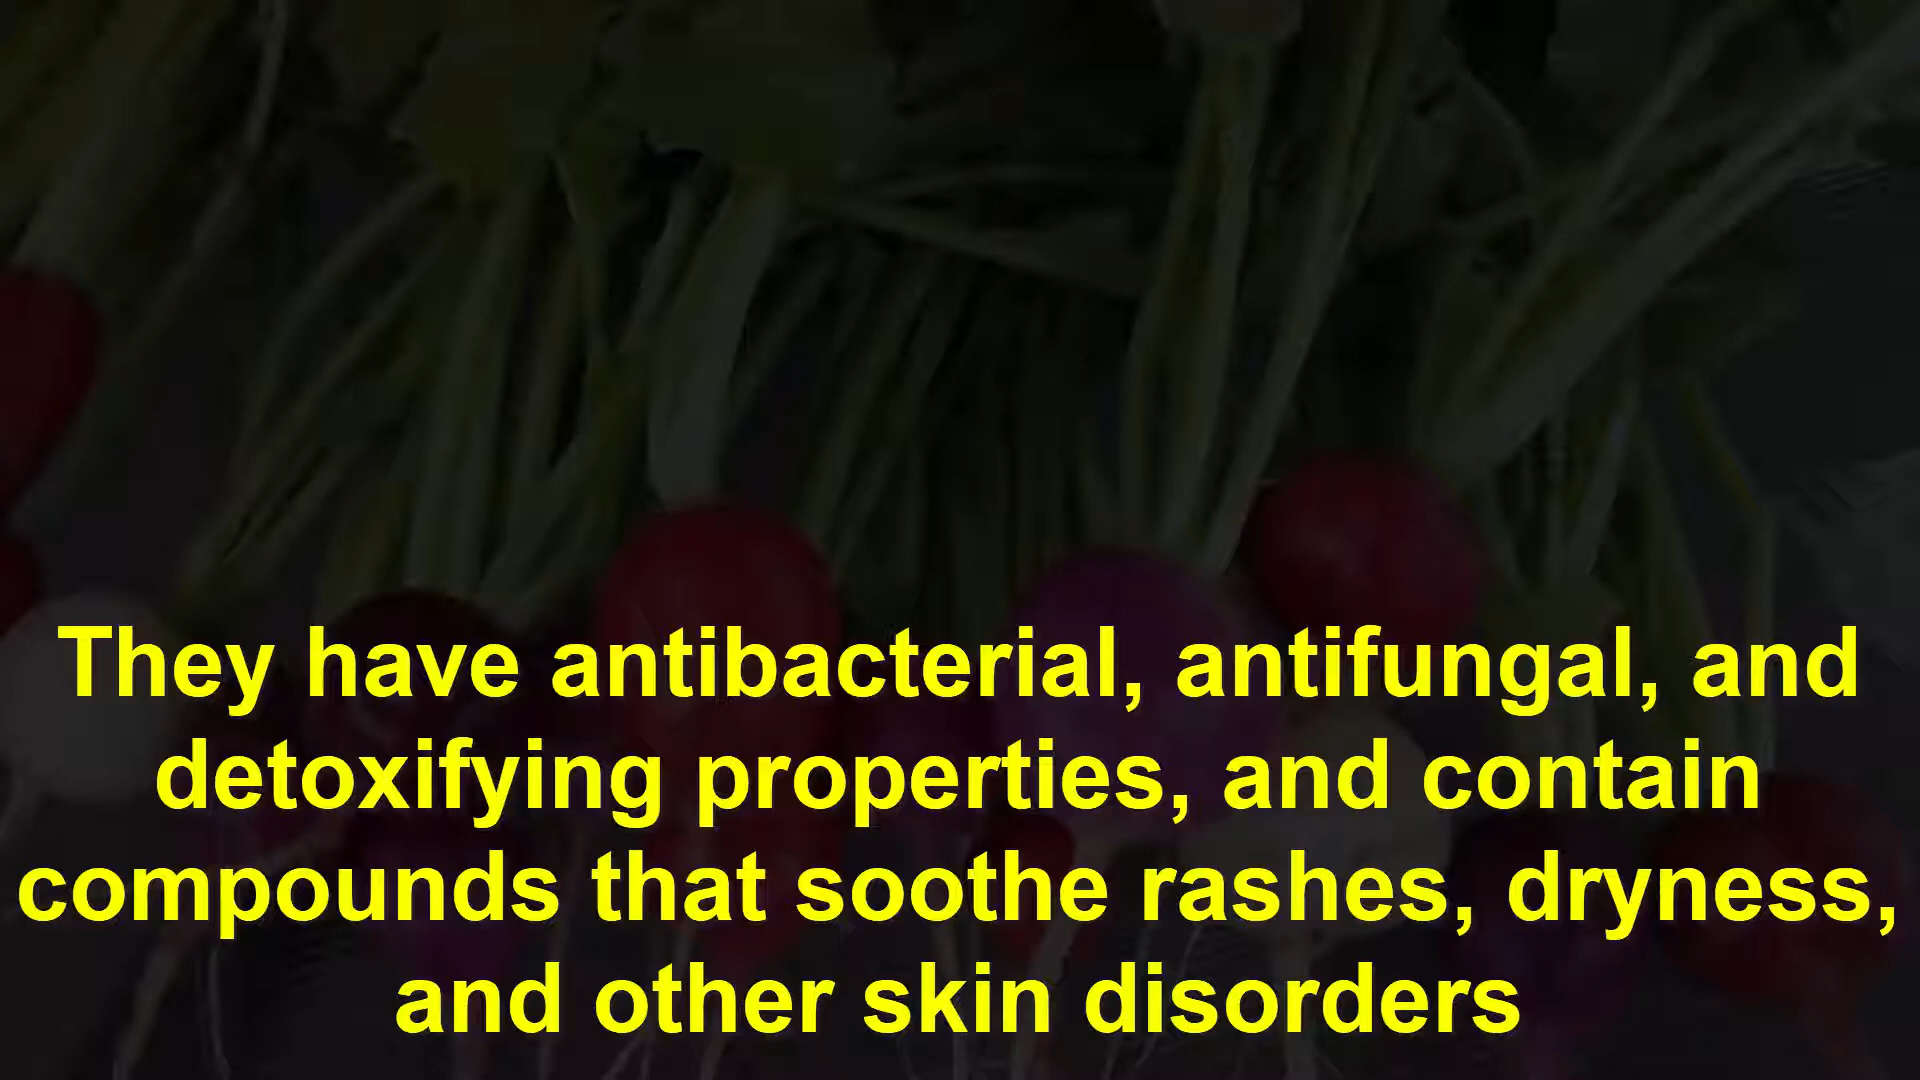 They have antibacterial, antifungal, and
detoxifying properties, and contain
compounds that soothe rashes, dryness,
and other skin disorders